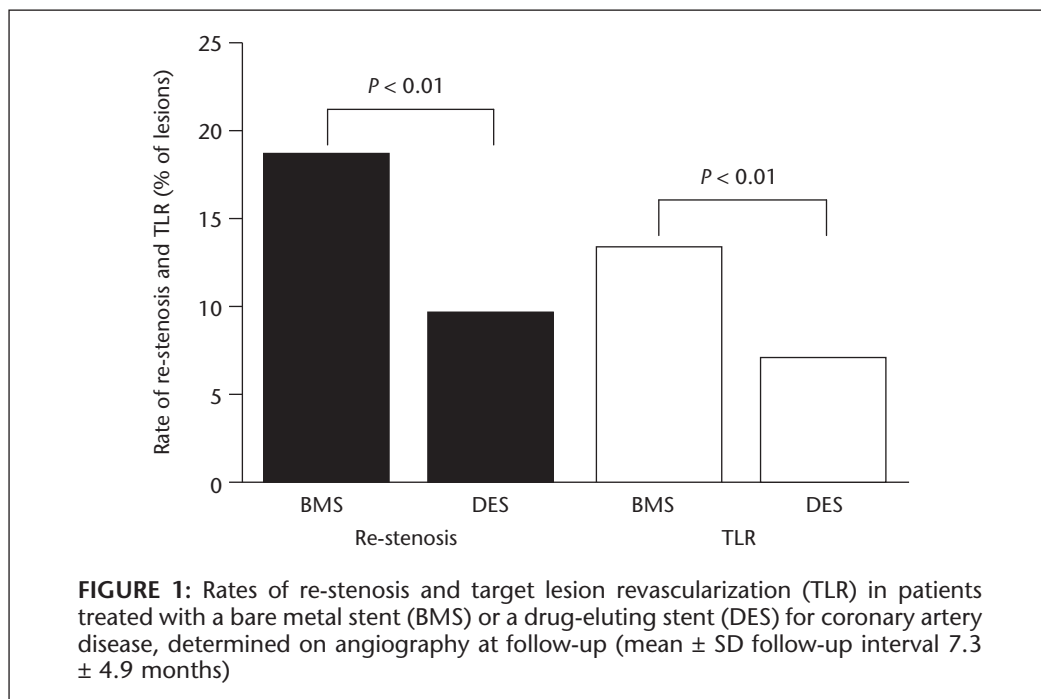 25
20
15
10
5
0
Rate of re-stenosis and TLR (% of lesions)
P < 0.01
P < 0.01
BMS DES BMS DES
Re-stenosis TLR
FIGURE 1: Rates of re-stenosis and target lesion revascularization (TLR) in patients
treated with a bare metal stent (BMS) or a drug-eluting stent (DES) for coronary artery
disease, determined on angiography at follow-up (mean ± SD follow-up interval 7.3
± 4.9 months)